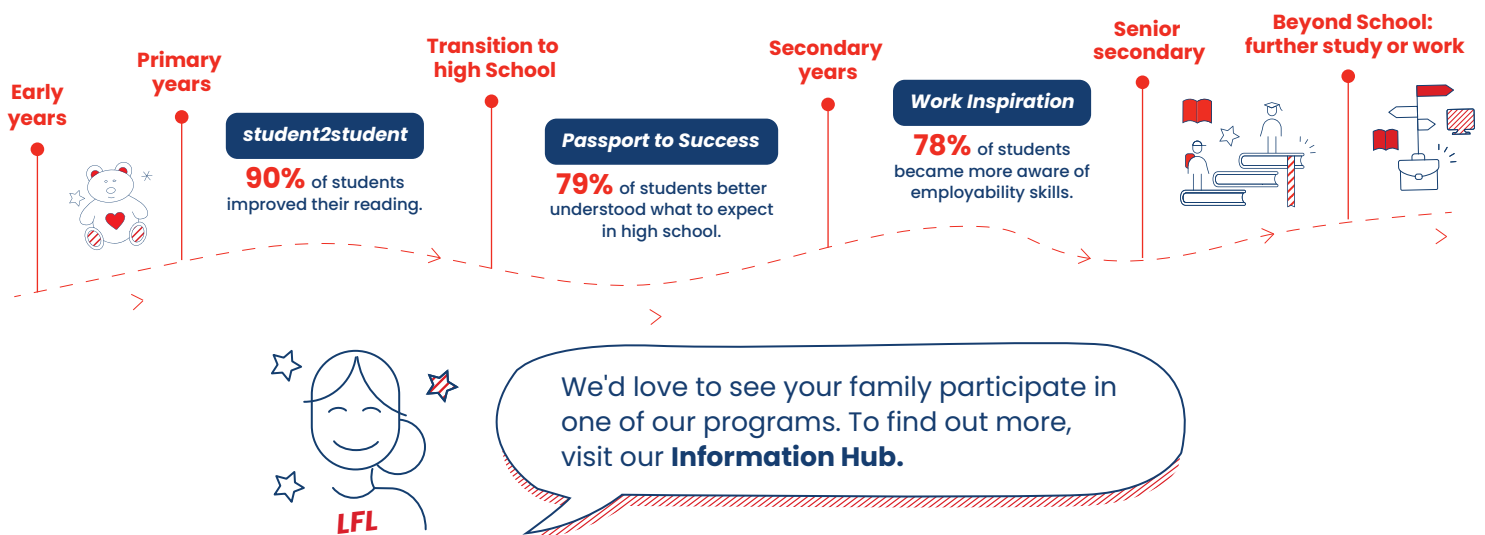 Early
years
Primary
years
student2student
90% of students
improved their reading.
Transition to
high School
Passport to Success
79% of students better
understood what to expect
in high school.
Secondary
years
Work Inspiration
78% of students
became more aware of
employability skills.
Senior
secondary
Beyond School:
further study or work
We'd love to see your family participate in
one of our programs. To find out more,
visit our Information Hub.
LFL